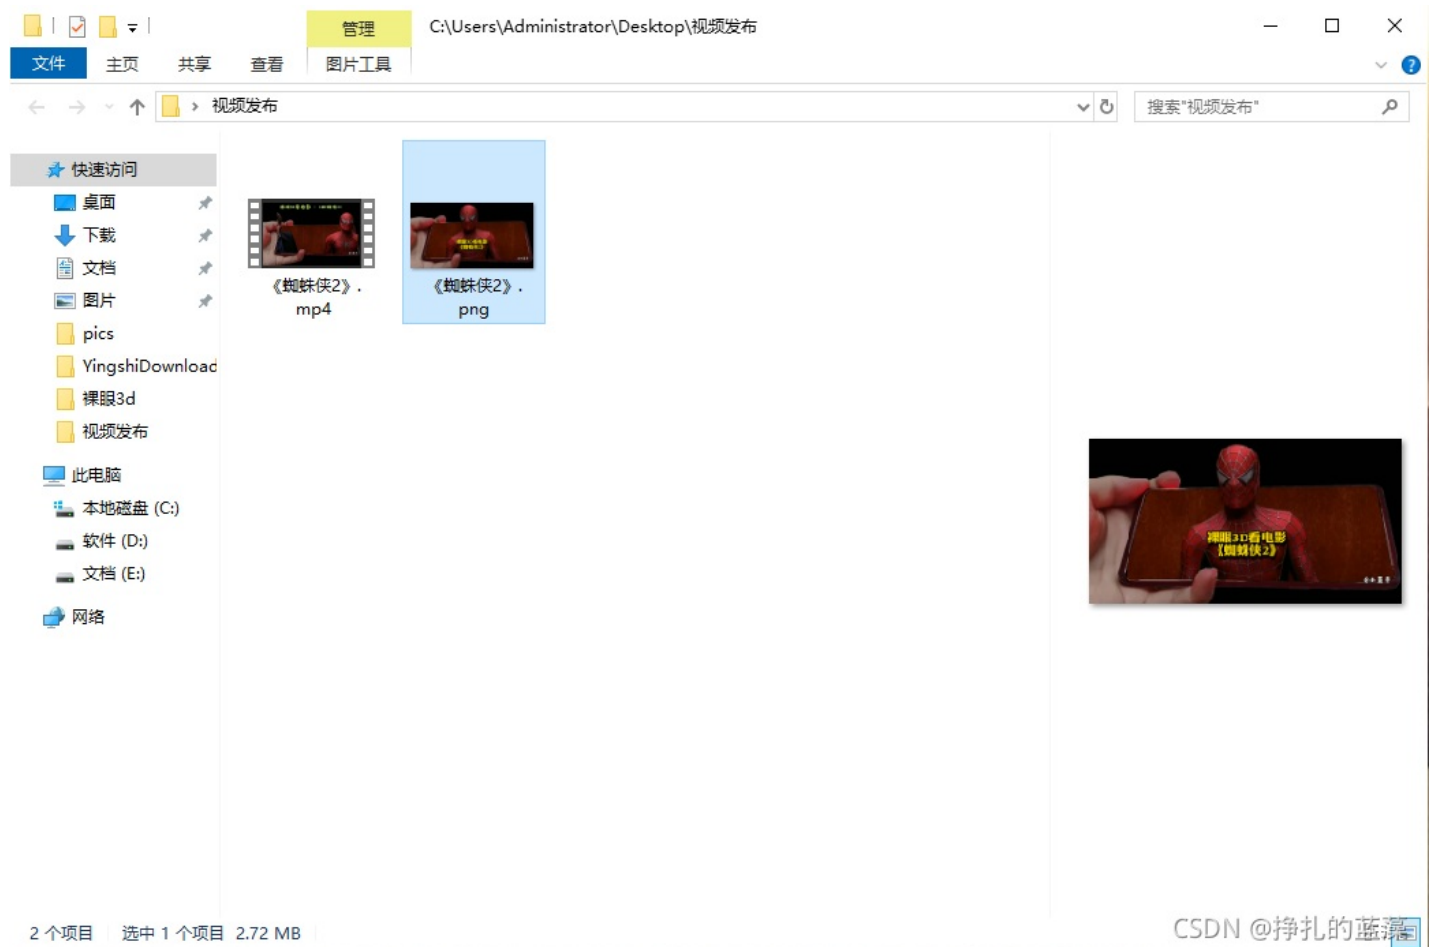 管理
C:\Users\Administrator\Desktop\视频发布
文件
主页
共享
查看
图片工具
视频发布
搜索"视频发布"
快速访问
桌面
下载
文档
图片
pics
YingshiDownload
裸眼3d
视频发布
此电脑
本地磁盘 (C:)
软件 (D:)
文档 (E:)
网络
《蜘蛛侠2》.
mp4
《蜘蛛侠2》.
png
裸眼3D看电影
《蜘蛛侠2》
2 个项目
选中 1 个项目 2.72 MB
CSDN @挣扎的蓝藻